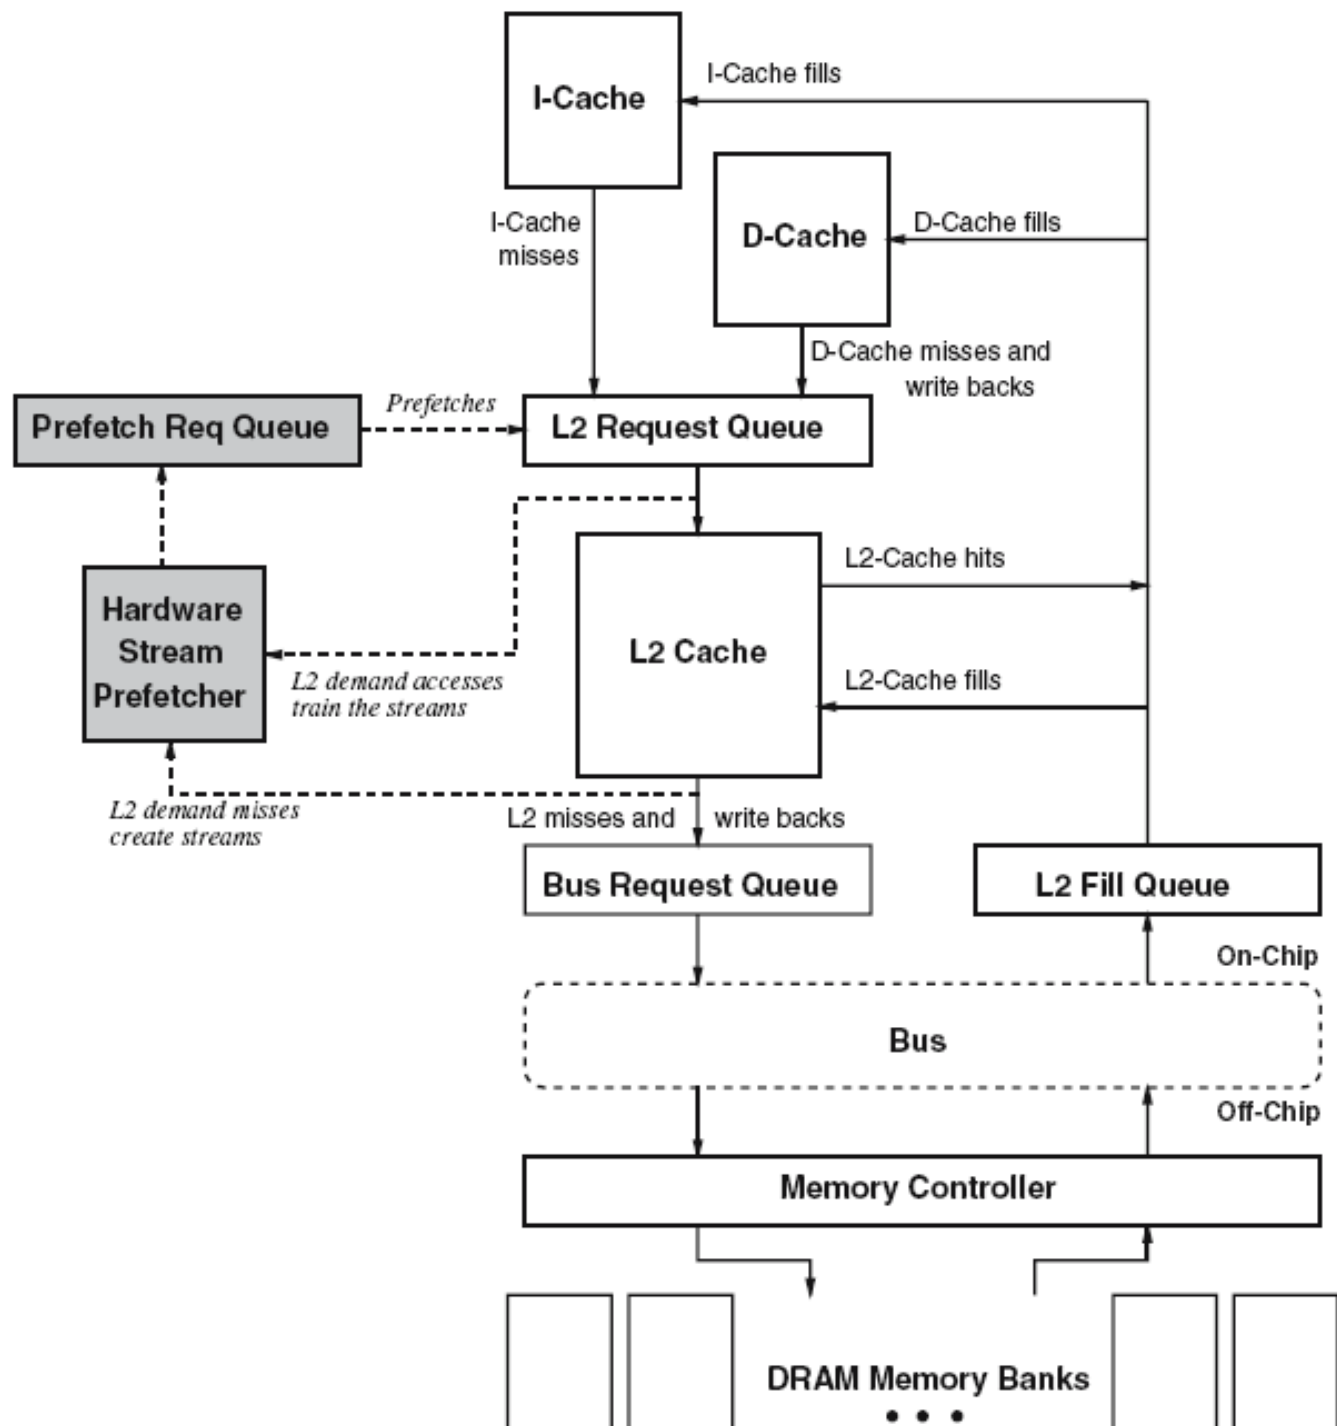 I-Cache
I-Cache fills
D-Cache
D-Cache fills
I-Cache
misses
D-Cache misses and
write backs
Prefetch Req Queue
Prefetches
L2 Request Queue
Hardware
Stream
Prefetcher
L2 demand accesses
train the streams
L2 Cache
L2-Cache hits
L2-Cache fills
L2 demand misses
create streams
L2 misses and write backs
Bus Request Queue
L2 Fill Queue
On-Chip
Bus
Off-Chip
Memory Controller
DRAM Memory Banks
• • •